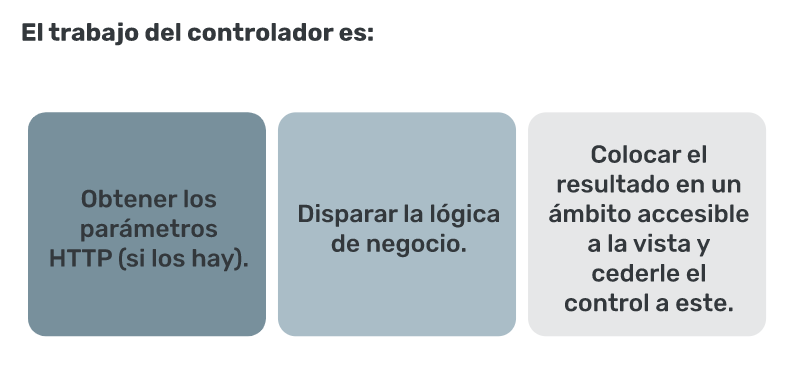 El trabajo del controlador es:
Obtener los
parámetros
HTTP (si los hay).
Disparar la lógica
de negocio.
Colocar el
resultado en un
ámbito accesible
a la vista y
cederle el
control a este.